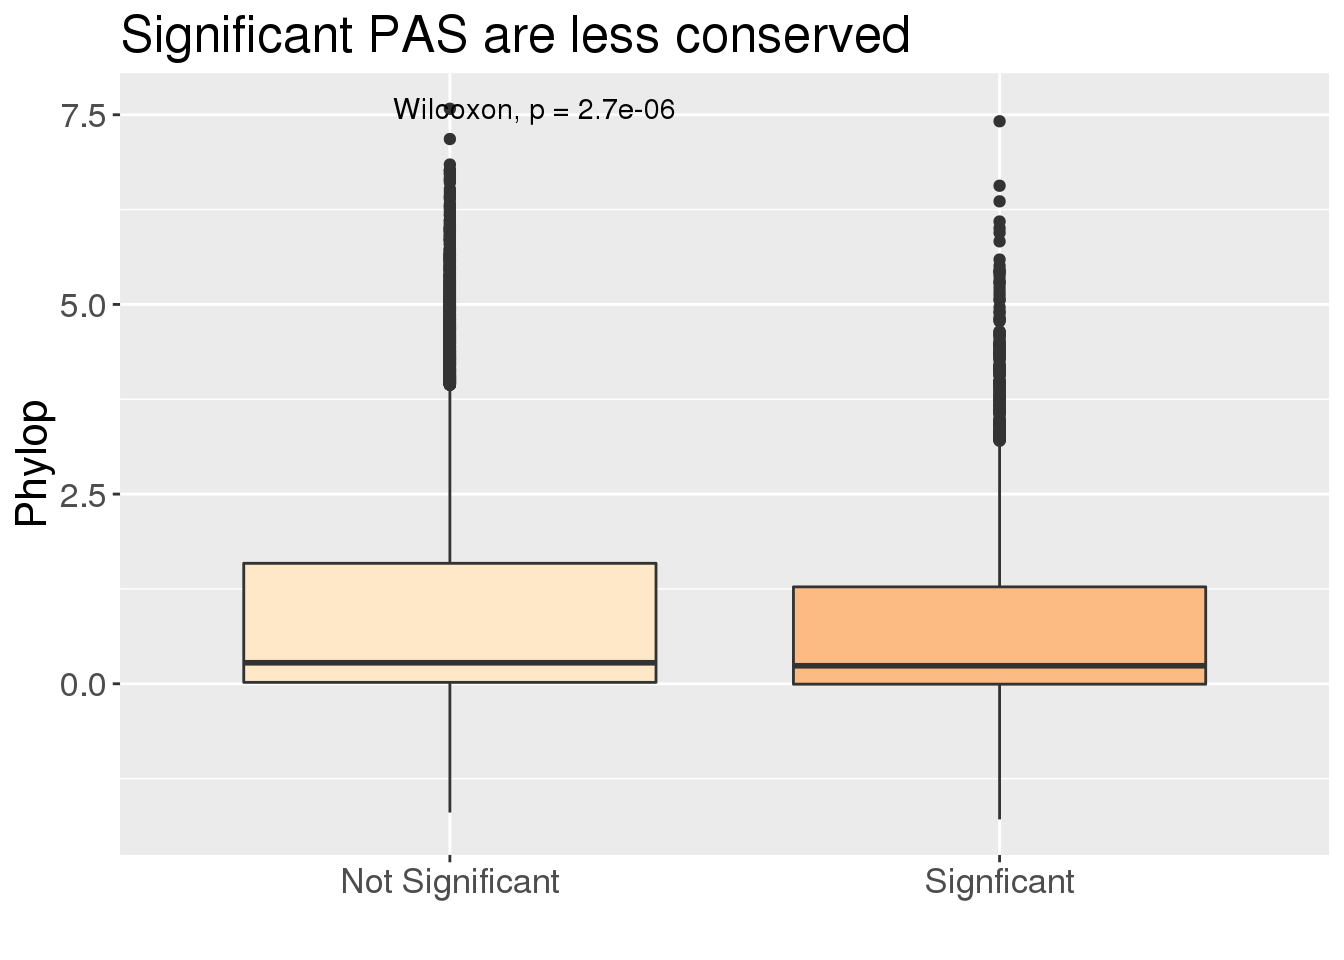 Significant PAS are less conserved
Wilcoxon, p = 2.7e-06
7.5
5.0
2.5
0.0
Phylop
Not Significant
Signficant